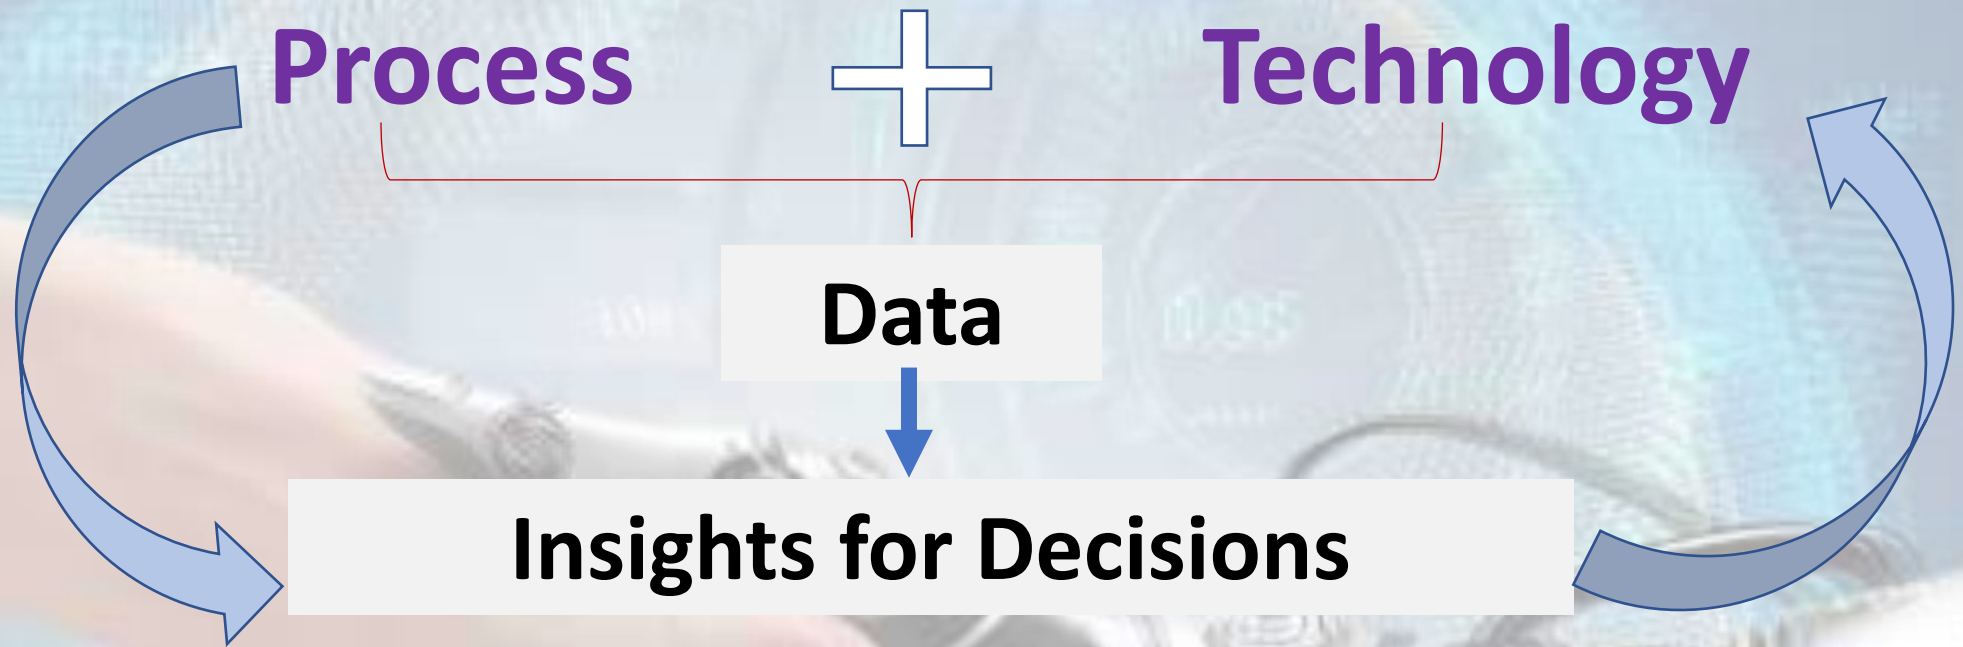 Process + Technology
Data
Insights for Decisions